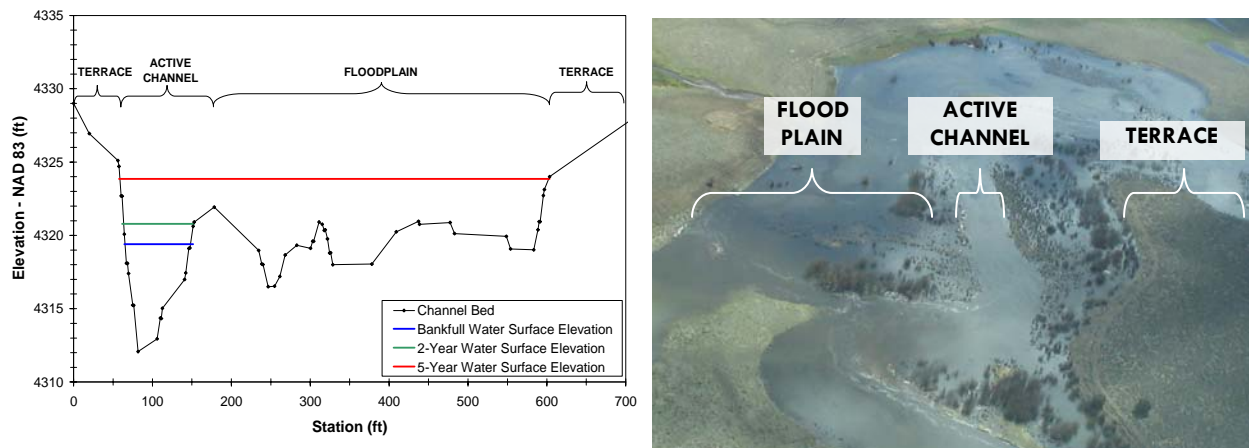 4335
4330
4325
4320
4315
4310
Elevation - NAD 83 (ft)
TERRACE
ACTIVE
CHANNEL
FLOODPLAIN
TERRACE
Channel Bed
Bankfull Water Surface Elevation
2-Year Water Surface Elevation
5-Year Water Surface Elevation
0 100 200 300 400 500 600 700
Station (ft)
FLOOD
PLAIN
ACTIVE
CHANNEL
TERRACE